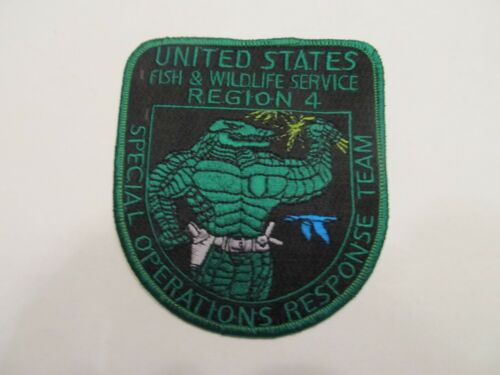 UNITED STATES
FISH & WILDLIFE SERVICE
REGION 4
SPECIAL OPERATIONS RESPONSE TEAM